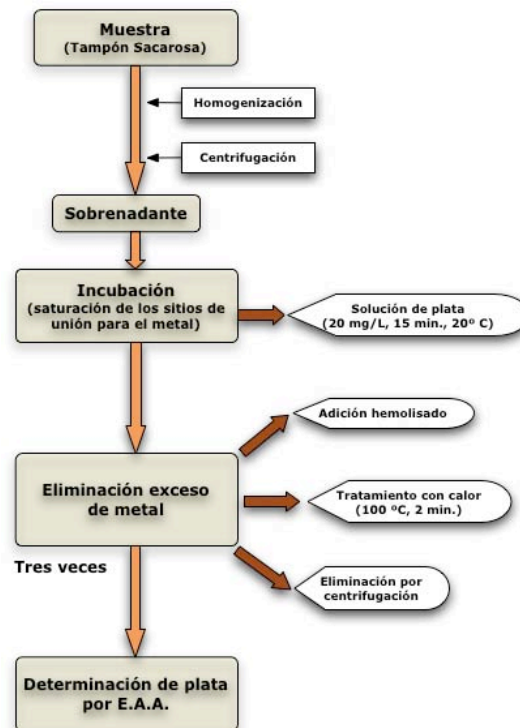 Muestra
(Tampón Sacarosa)
Homogenización
Centrifugación
Sobrenadante
Incubación
(saturación de los sitios de
unión para el metal)
Solución de plata
(20 mg/L, 15 min., 20º C)
Adición hemolisado
Eliminación exceso
de metal
Tratamiento con calor
(100 ºC, 2 min.)
Tres veces
Eliminación por
centrifugación
Determinación de plata
por E.A.A.